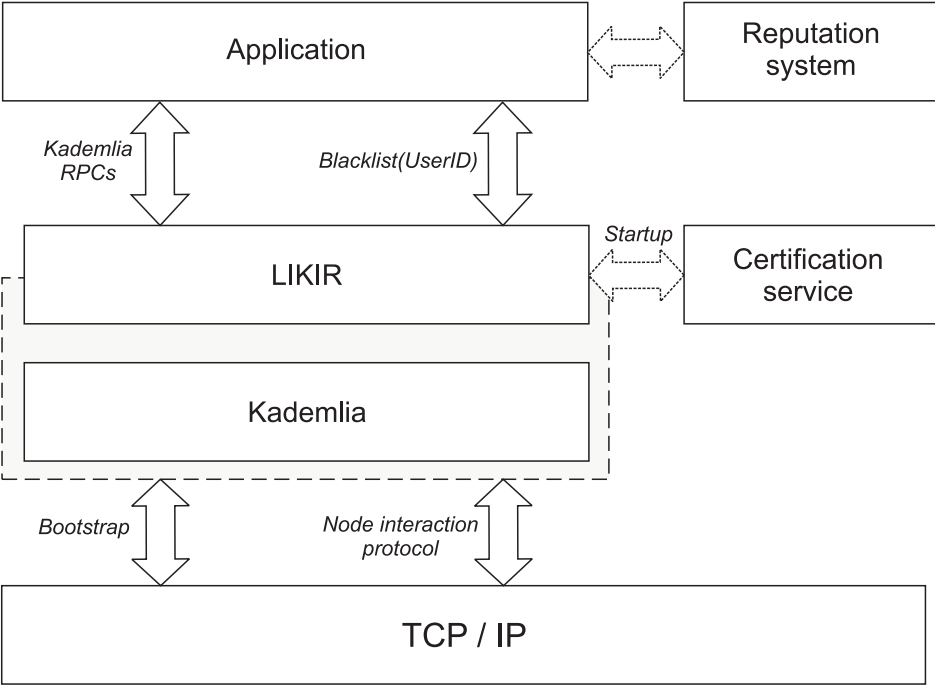 Application
Reputation
system
Kademlia
RPCs
Blacklist(UserID)
Startup
LIKIR
Certification
service
Kademlia
Bootstrap
Node interaction
protocol
TCP / IP